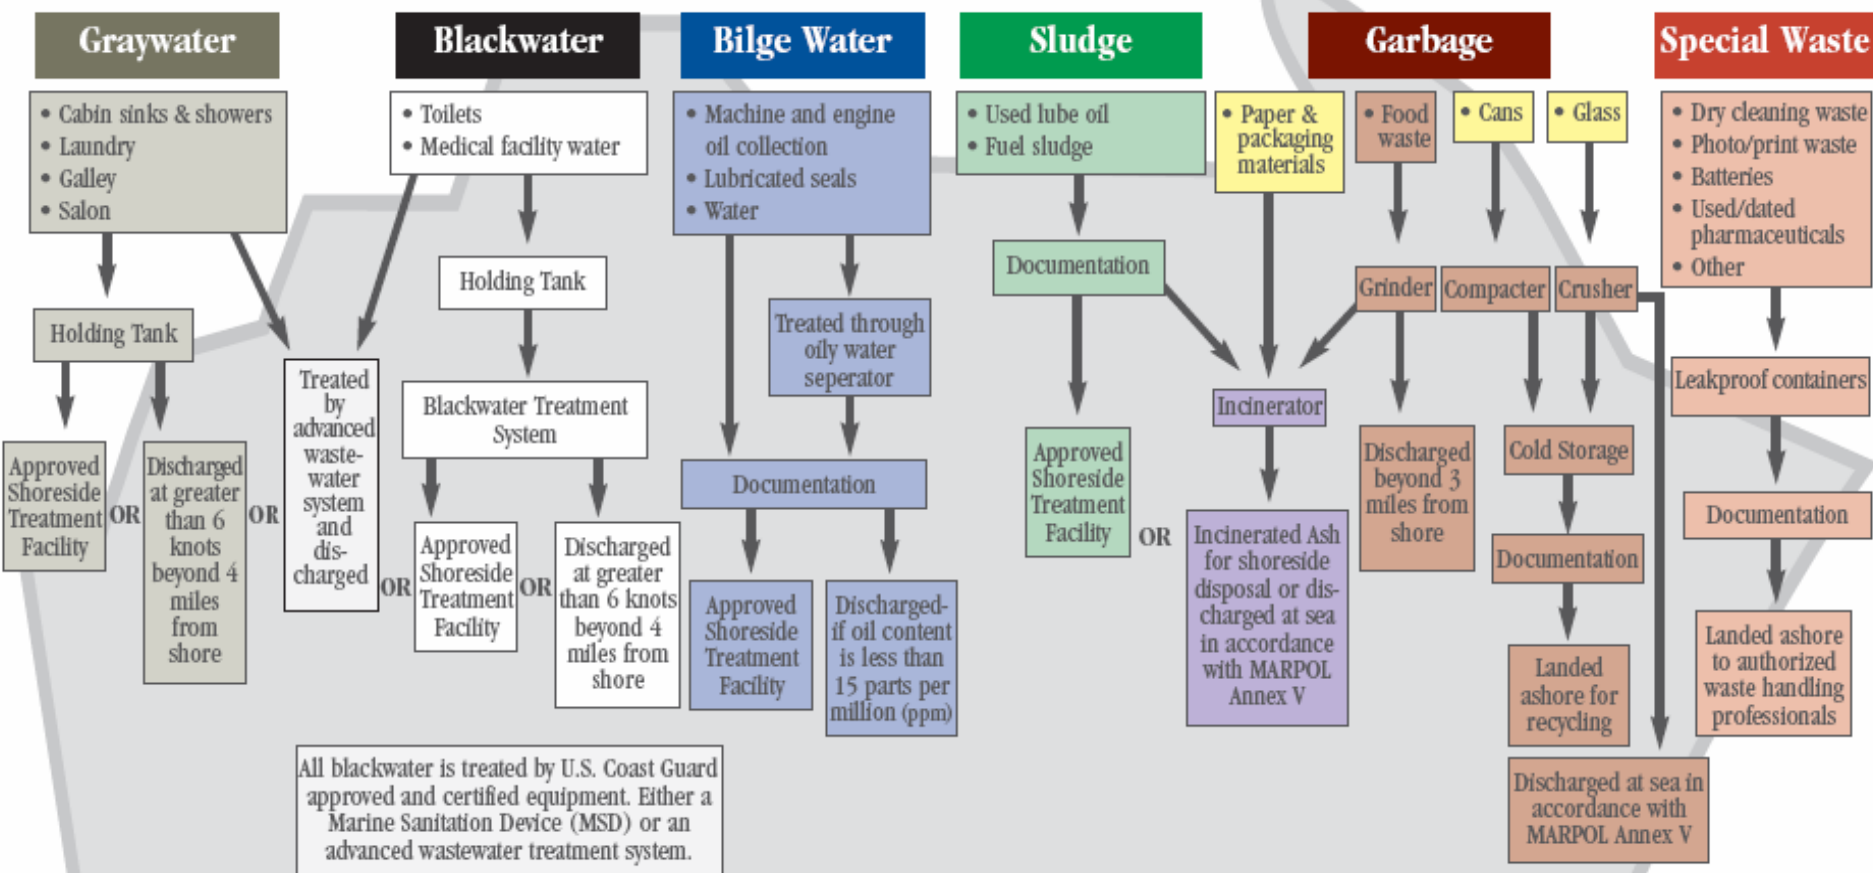 Graywater
Blackwater
Bilge Water
Sludge
Garbage
Special Waste
• Cabin sinks & showers
• Laundry
• Galley
• Salon
Holding Tank
Approved
Shoreside
Treatment
Facility
OR
Discharged
at greater
than 6
knots
beyond 4
miles
from
shore
OR
Treated
by
advanced
waste-
water
system
and
dis-
charged
• Toilets
• Medical facility water
Holding Tank
Blackwater Treatment
System
OR
Approved
Shoreside
Treatment
Facility
OR
Discharged
at greater
than 6 knots
beyond 4
miles from
shore
• Machine and engine
oil collection
• Lubricated seals
• Water
Treated through
oily water
seperator
Documentation
Approved
Shoreside
Treatment
Facility
Discharged-
if oil content
is less than
15 parts per
million (ppm)
• Used lube oil
• Fuel sludge
Documentation
Approved
Shoreside
Treatment
Facility
OR
• Paper &
packaging
materials
Incinerator
Incinerated Ash
for shoreside
disposal or dis-
charged at sea
in accordance
with MARPOL
Annex V
• Food
waste
Grinder
Discharged
beyond 3
miles from
shore
• Cans
Compacter
• Glass
Crusher
Cold Storage
Documentation
Landed
ashore for
recycling
Discharged at sea in
accordance with
MARPOL Annex V
• Dry cleaning waste
• Photo/print waste
• Batteries
• Used/dated
pharmaceuticals
• Other
Leakproof containers
Documentation
Landed ashore
to authorized
waste handling
professionals
All blackwater is treated by U.S. Coast Guard
approved and certified equipment. Either a
Marine Sanitation Device (MSD) or an
advanced wastewater treatment system.